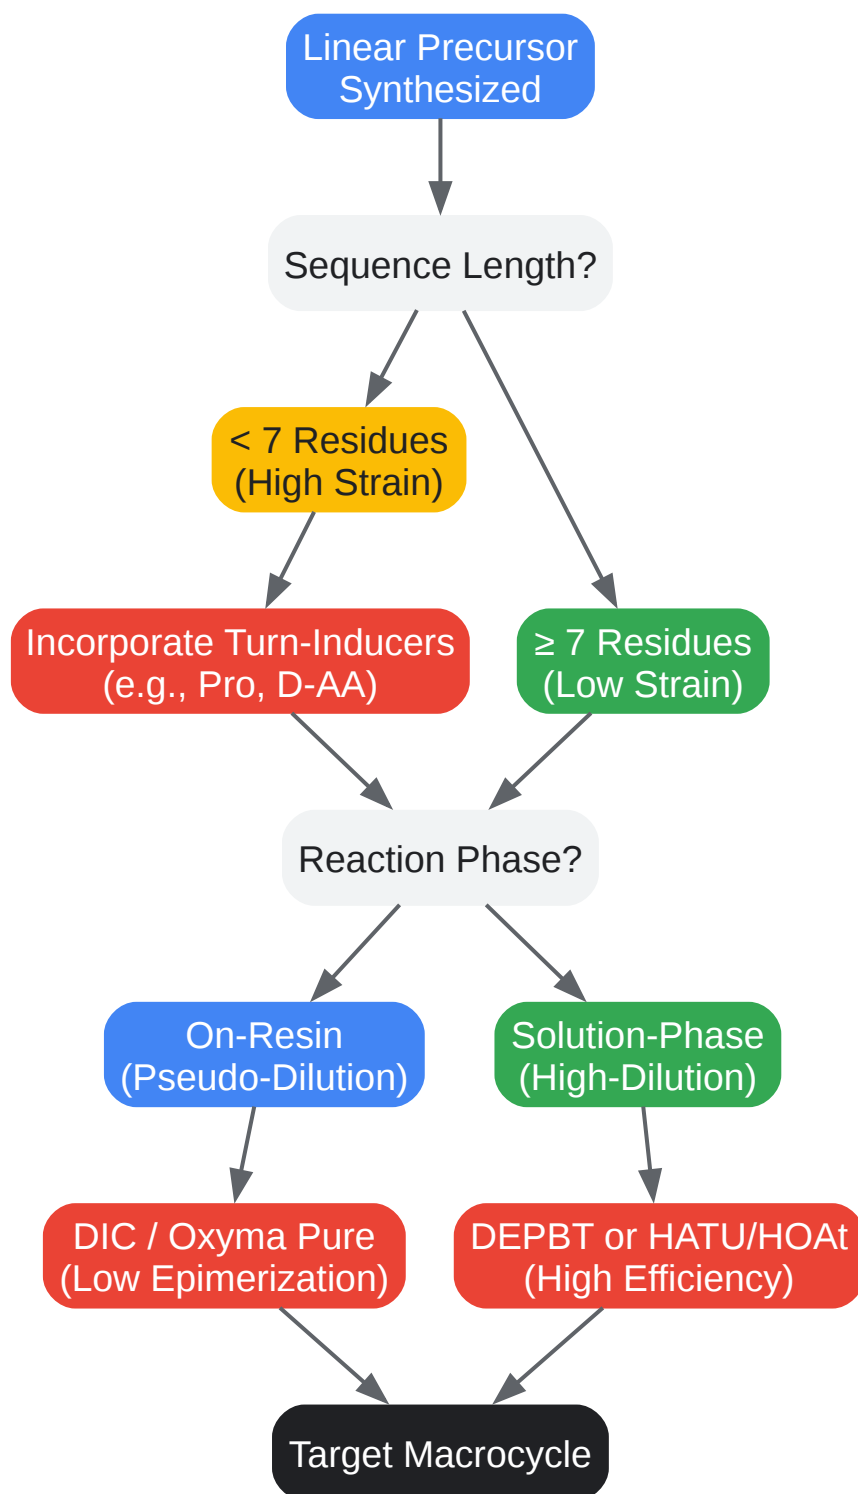 Linear Precursor
Synthesized
Sequence Length?
< 7 Residues
(High Strain)
Incorporate Turn-Inducers
(e.g., Pro, D-AA)
≥ 7 Residues
(Low Strain)
Reaction Phase?
On-Resin
(Pseudo-Dilution)
Solution-Phase
(High-Dilution)
DIC / Oxyma Pure
(Low Epimerization)
DEPBT or HATU/HOAt
(High Efficiency)
Target Macrocycle